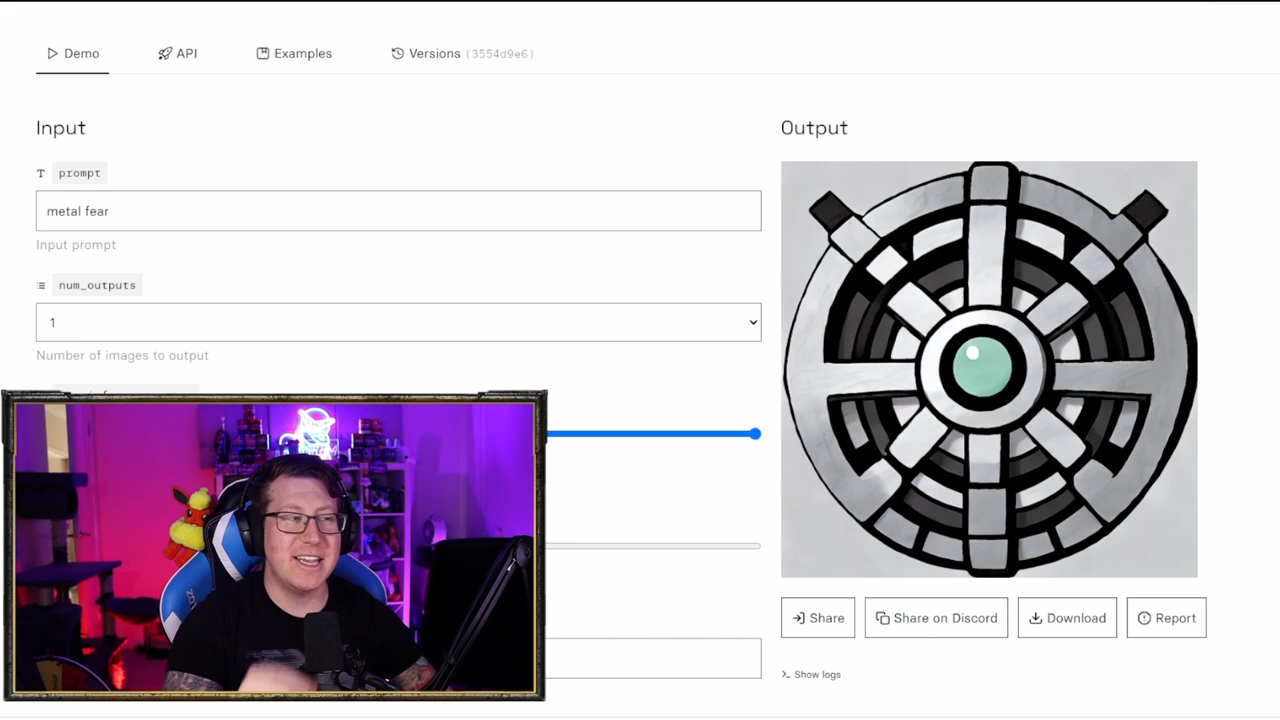 Demo
API
Examples
Versions (3554d9e6)
Input
Output
prompt
metal fear
Input prompt
num_outputs
1
Number of images to output
Share
Share on Discord
Download
Report
Show logs